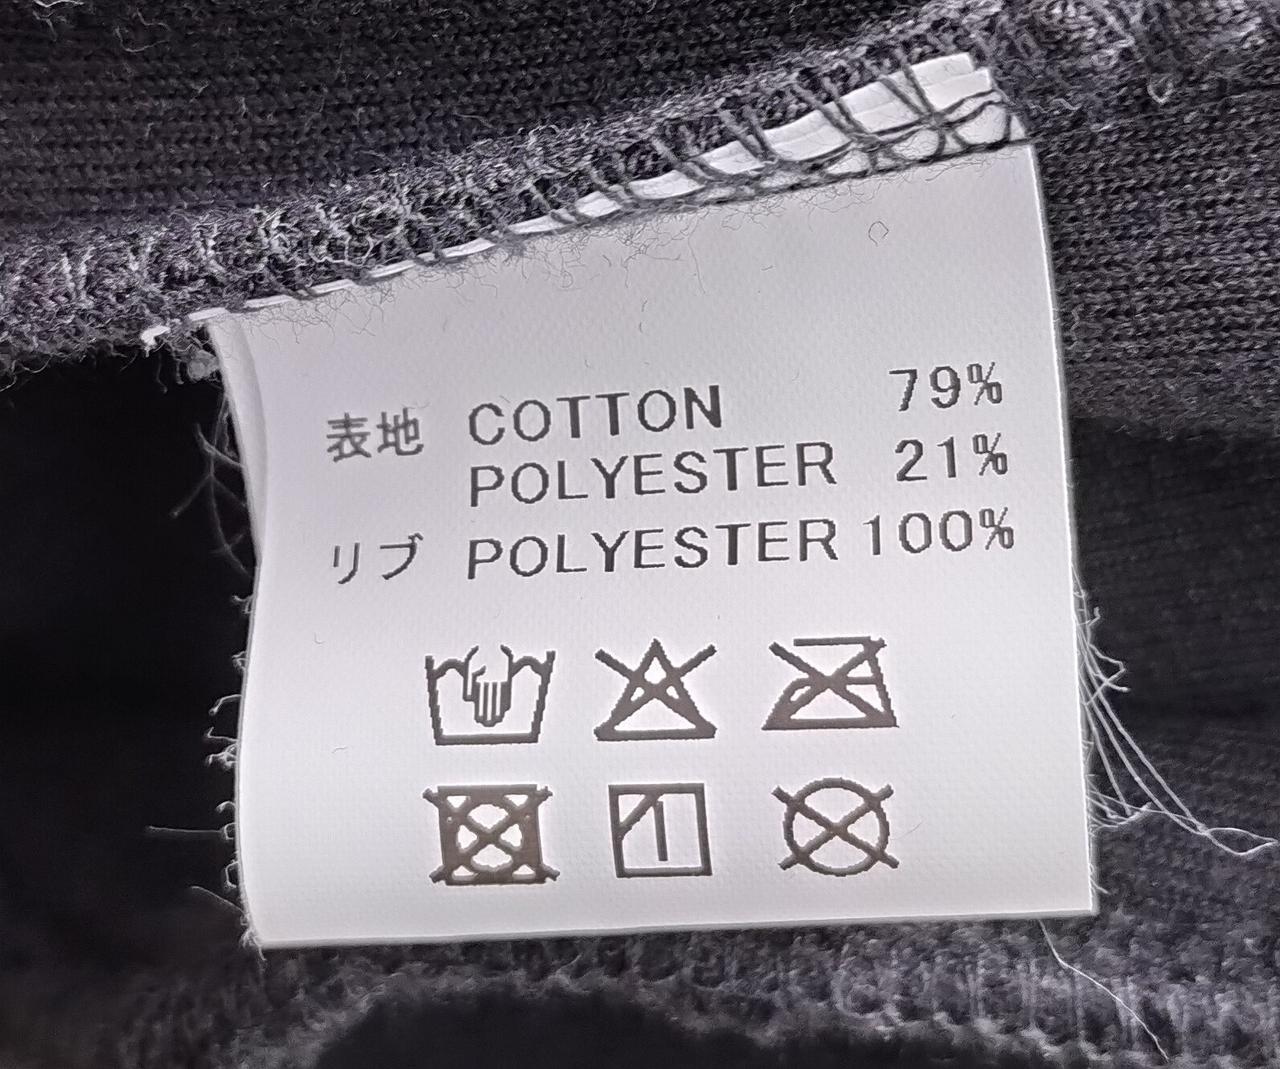 表地 COTTON 79%
POLYESTER 21%
リブ POLYESTER 100%